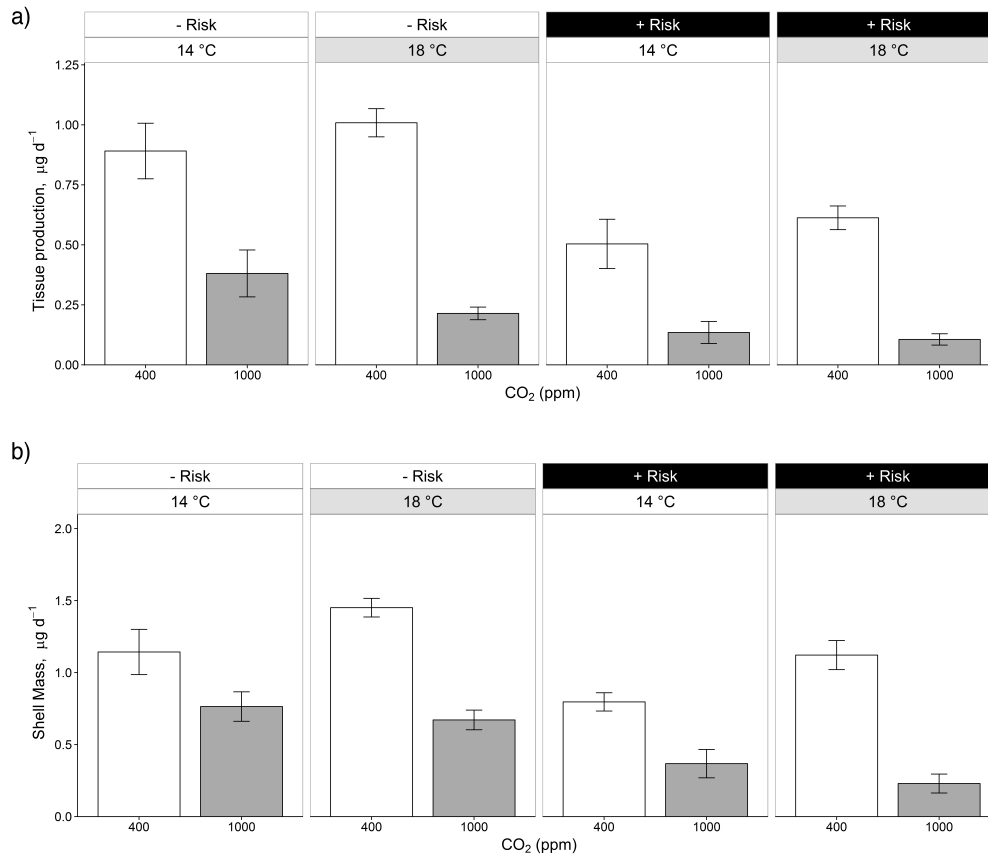 a)
- Risk - Risk + Risk + Risk
14 °C 18 °C 14 °C 18 °C
1.25
1.00
0.75
0.50
0.25
0.00
Tissue production, μg d⁻¹
400 1000 400 1000 400 1000 400 1000
CO₂ (ppm)
b)
- Risk - Risk + Risk + Risk
14 °C 18 °C 14 °C 18 °C
2.0
1.5
1.0
0.5
0.0
Shell Mass, μg d⁻¹
400 1000 400 1000 400 1000 400 1000
CO₂ (ppm)